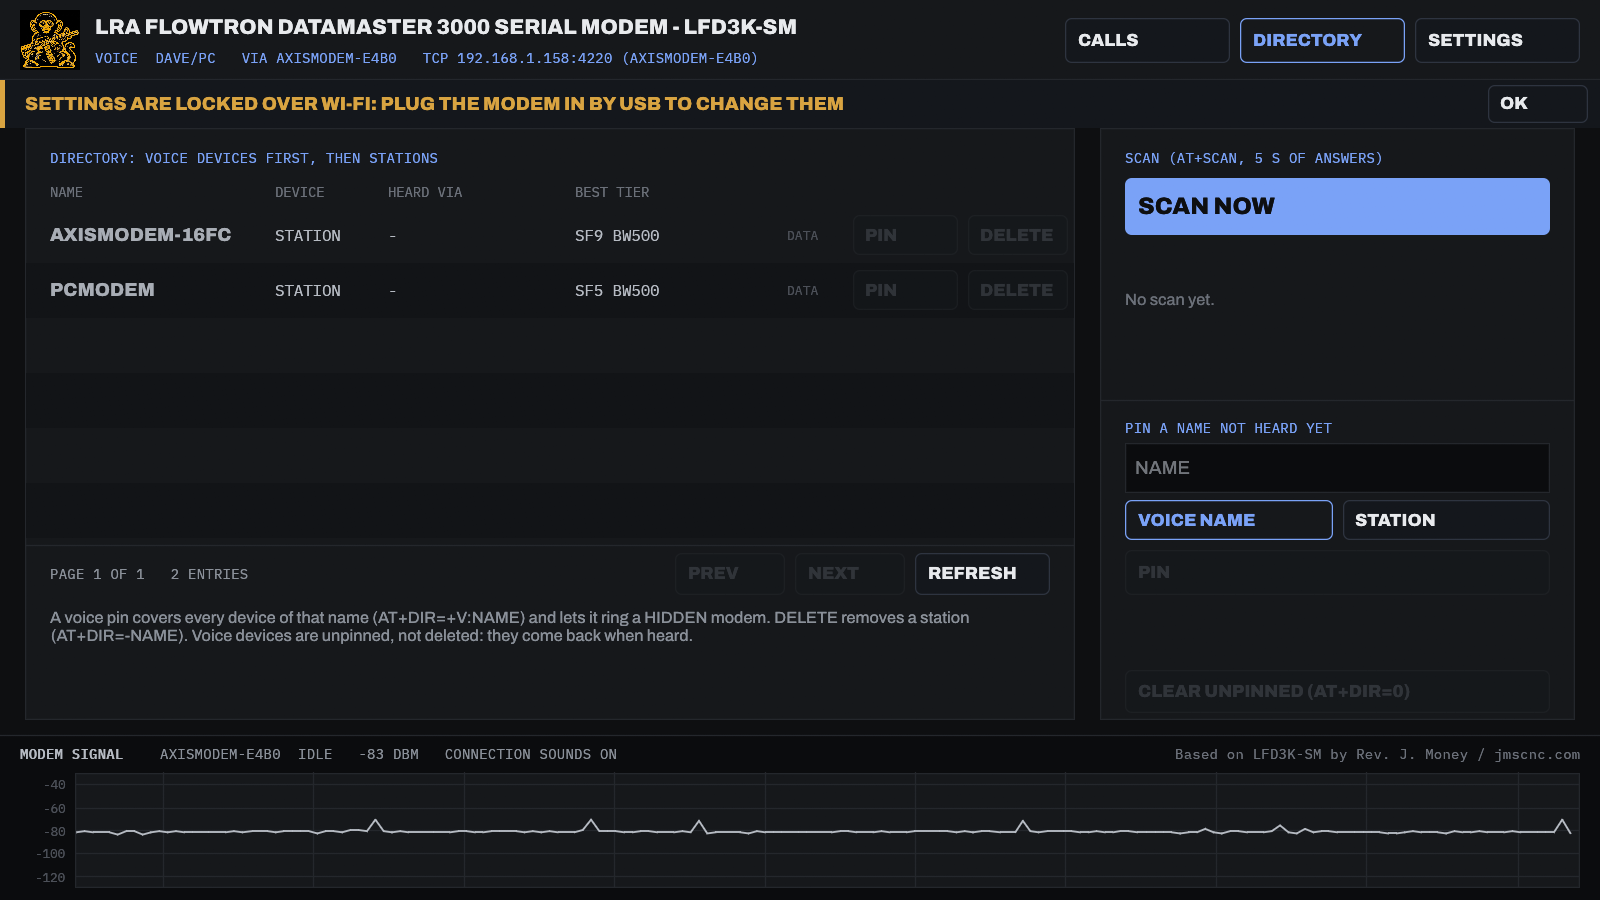 LRA FLOWTRON DATAMASTER 3000 SERIAL MODEM - LFD3K-SM
VOICE DAVE/PC VIA AXISMODEM-E4B0 TCP 192.168.1.158:4220 (AXISMODEM-E4B0)
CALLS
DIRECTORY
SETTINGS
SETTINGS ARE LOCKED OVER WI-FI: PLUG THE MODEM IN BY USB TO CHANGE THEM
OK
DIRECTORY: VOICE DEVICES FIRST, THEN STATIONS
NAME DEVICE HEARD VIA BEST TIER
AXISMODEM-16FC STATION - SF9 BW500 DATA PIN DELETE
PCMODEM STATION - SF5 BW500 DATA PIN DELETE
PAGE 1 OF 1 2 ENTRIES
PREV
NEXT
REFRESH
A voice pin covers every device of that name (AT+DIR=+V:NAME) and lets it ring a HIDDEN modem. DELETE removes a station
(AT+DIR=-NAME). Voice devices are unpinned, not deleted: they come back when heard.
SCAN (AT+SCAN, 5 S OF ANSWERS)
SCAN NOW
No scan yet.
PIN A NAME NOT HEARD YET
NAME
VOICE NAME
STATION
PIN
CLEAR UNPINNED (AT+DIR=0)
MODEM SIGNAL AXISMODEM-E4B0 IDLE -83 DBM CONNECTION SOUNDS ON
Based on LFD3K-SM by Rev. J. Money / jmscnc.com
-40
-60
-80
-100
-120